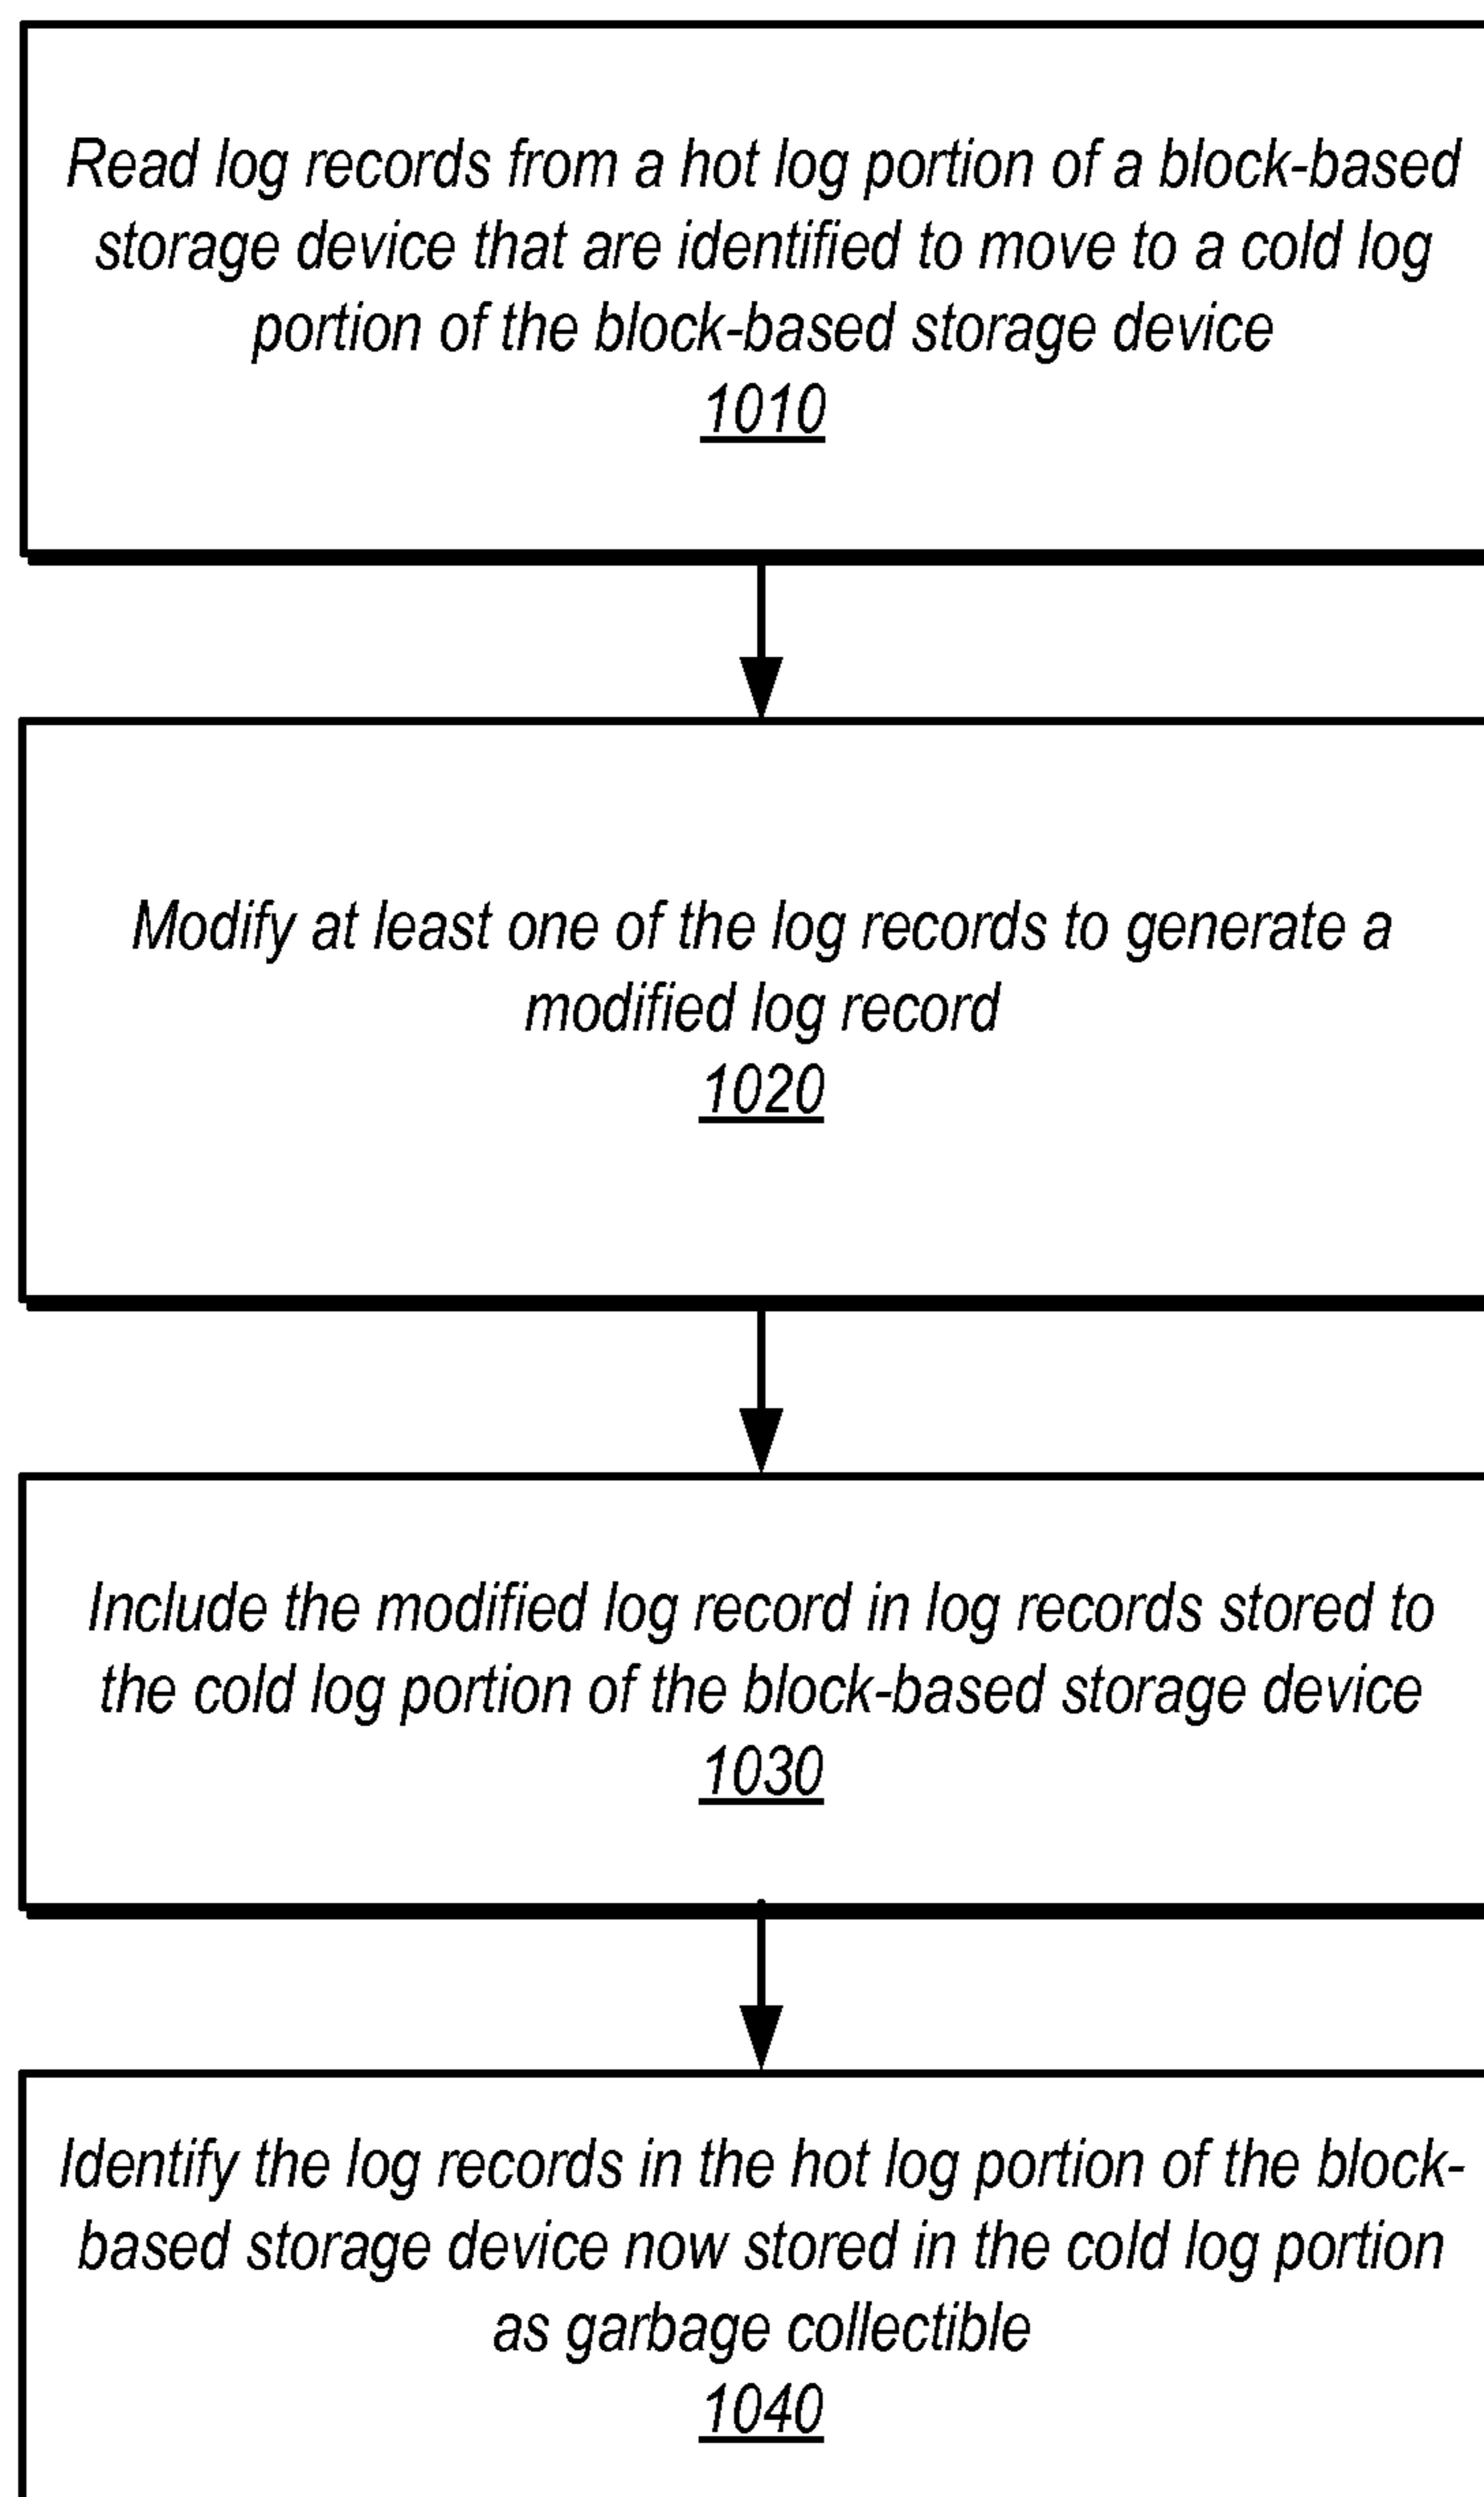 Read log records from a hot log portion of a block-based
storage device that are identified to move to a cold log
portion of the block-based storage device
1010
Modify at least one of the log records to generate a
modified log record
1020
Include the modified log record in log records stored to
the cold log portion of the block-based storage device
1030
Identify the log records in the hot log portion of the block-
based storage device now stored in the cold log portion
as garbage collectible
1040